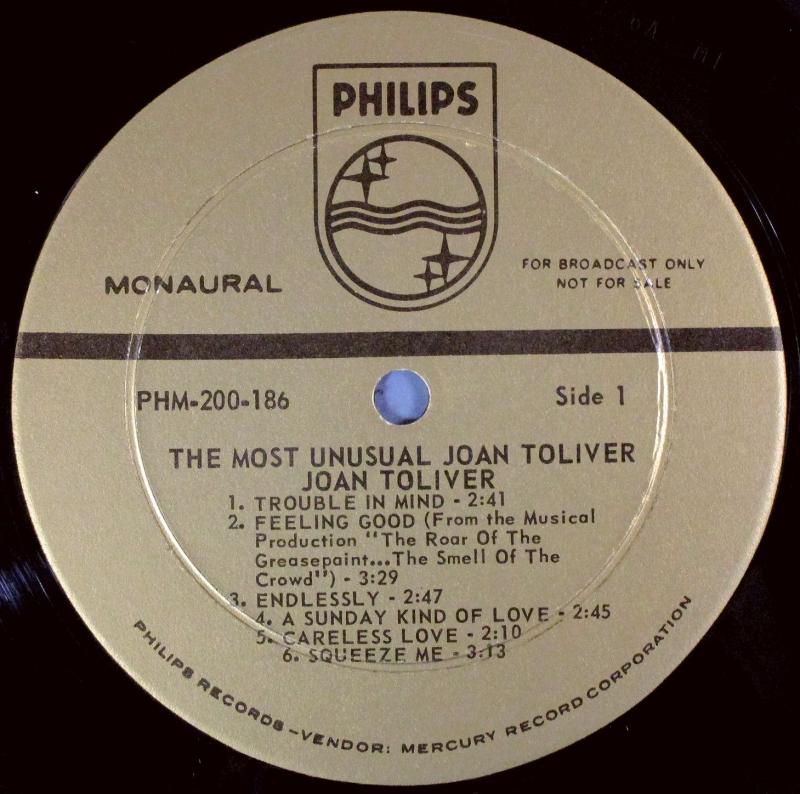 PHILIPS
MONAURAL
FOR BROADCAST ONLY
NOT FOR SALE
PHM-200-186
Side 1
THE MOST UNUSUAL JOAN TOLIVER
JOAN TOLIVER
1. TROUBLE IN MIND - 2:41
2. FEELING GOOD (From the Musical
Production "The Roar Of The
Greasepaint...The Smell Of The
Crowd") - 3:29
3. ENDLESSLY - 2:47
4. A SUNDAY KIND OF LOVE - 2:45
5. CARELESS LOVE - 2:10
6. SQUEEZE ME - 3:13
PHILIPS RECORDS - VENDOR: MERCURY RECORD CORPORATION